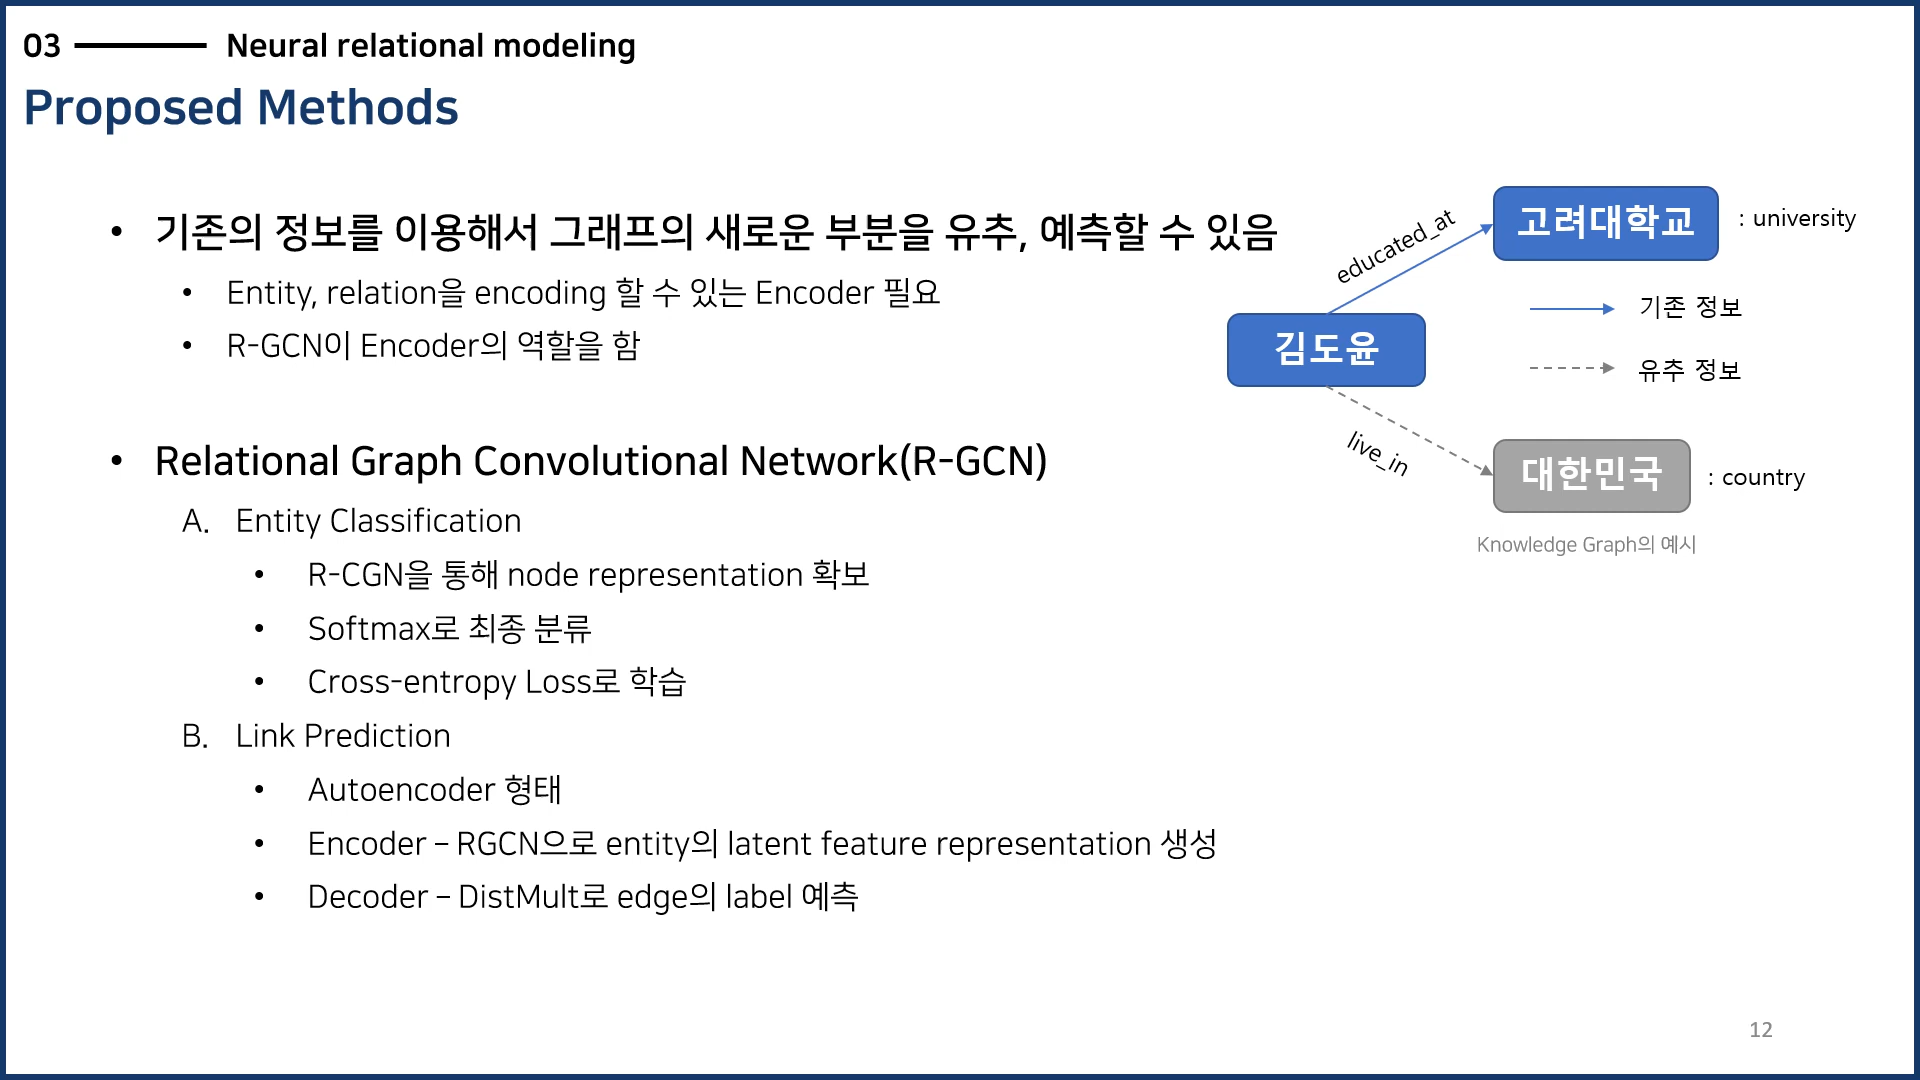 03 Neural relational modeling
Proposed Methods
• 기존의 정보를 이용해서 그래프의 새로운 부분을 유추, 예측할 수 있음
• Entity, relation을 encoding 할 수 있는 Encoder 필요
• R-GCN이 Encoder의 역할을 함
• Relational Graph Convolutional Network(R-GCN)
A. Entity Classification
• R-CGN을 통해 node representation 확보
• Softmax로 최종 분류
• Cross-entropy Loss로 학습
B. Link Prediction
• Autoencoder 형태
• Encoder – RGCN으로 entity의 latent feature representation 생성
• Decoder – DistMult로 edge의 label 예측
educated_at
고려대학교 : university
기존 정보
김도윤
유추 정보
live_in
대한민국 : country
Knowledge Graph의 예시
12